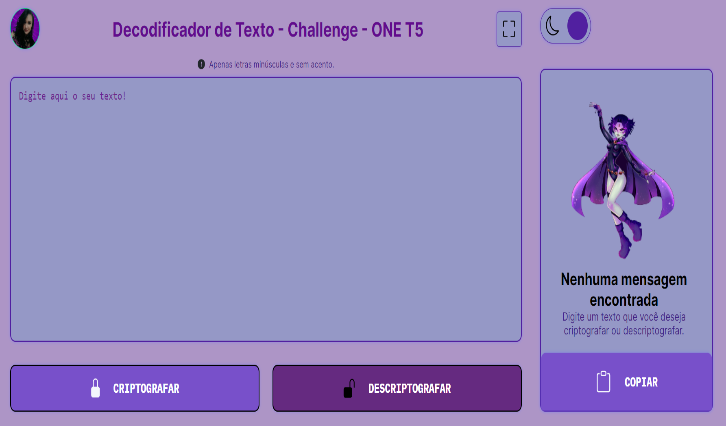 Decodificador de Texto - Challenge - ONE T5
Apenas letras minúsculas e sem acento.
Digite aqui o seu texto!
Nenhuma mensagem
encontrada
Digite um texto que você deseja
criptografar ou descriptografar.
CRIPTOGRAFAR
DESCRIPTOGRAFAR
COPIAR